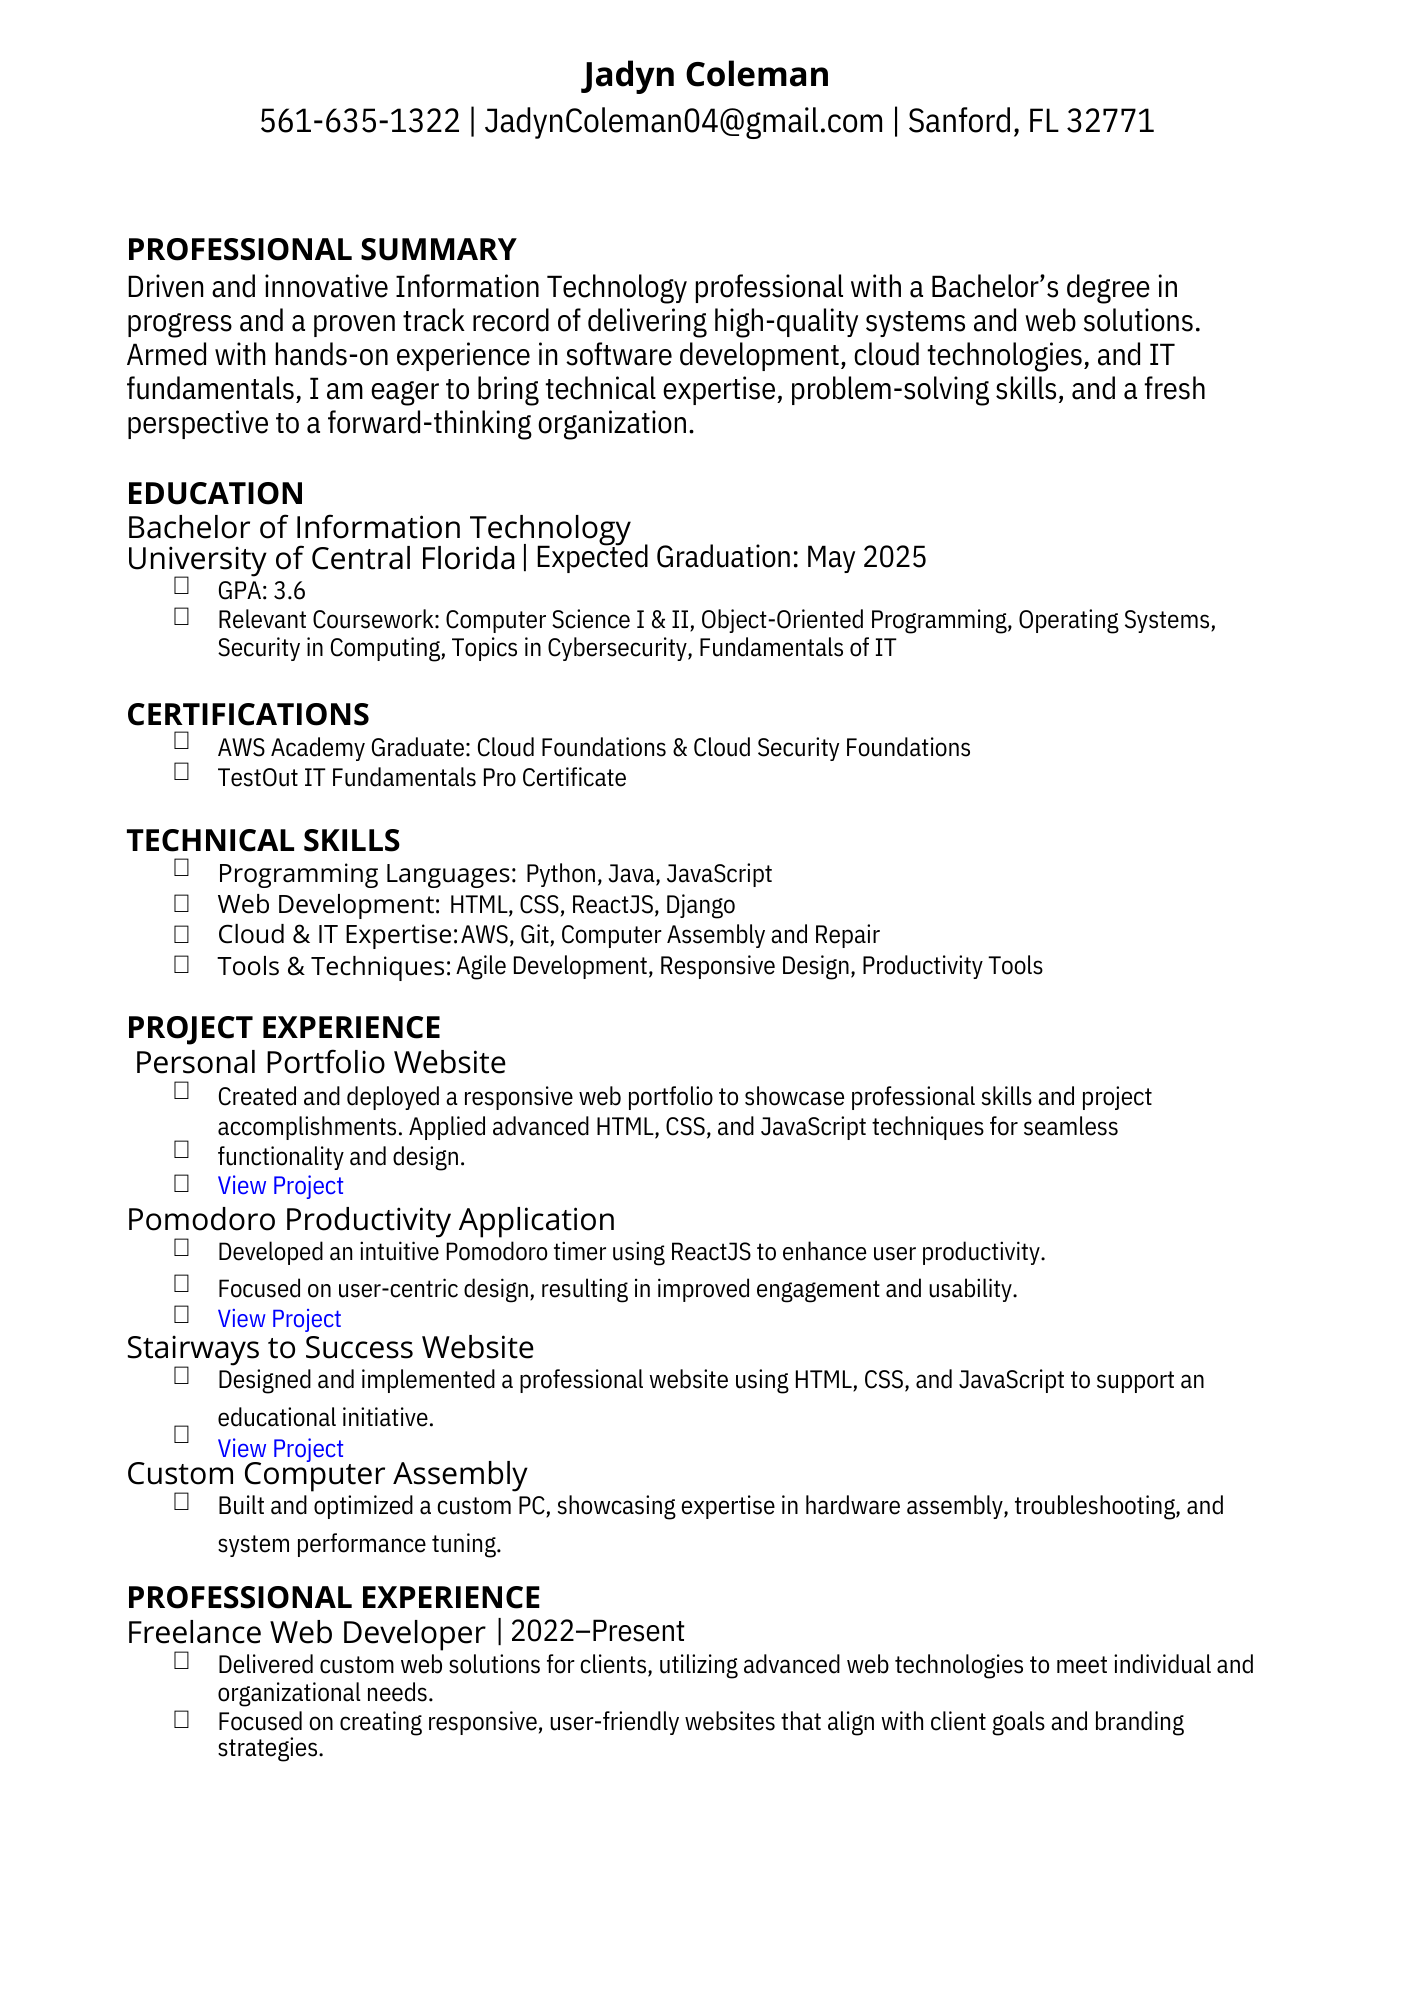 Jadyn Coleman
561-635-1322 | JadynColeman04@gmail.com | Sanford, FL 32771
PROFESSIONAL SUMMARY
Driven and innovative Information Technology professional with a Bachelor’s degree in
progress and a proven track record of delivering high-quality systems and web solutions.
Armed with hands-on experience in software development, cloud technologies, and IT
fundamentals, I am eager to bring technical expertise, problem-solving skills, and a fresh
perspective to a forward-thinking organization.
EDUCATION
Bachelor of Information Technology
University of Central Florida | Expected Graduation: May 2025
GPA: 3.6
Relevant Coursework: Computer Science I & II, Object-Oriented Programming, Operating Systems,
Security in Computing, Topics in Cybersecurity, Fundamentals of IT
CERTIFICATIONS
AWS Academy Graduate: Cloud Foundations & Cloud Security Foundations
TestOut IT Fundamentals Pro Certificate
TECHNICAL SKILLS
Programming Languages: Python, Java, JavaScript
Web Development: HTML, CSS, ReactJS, Django
Cloud & IT Expertise: AWS, Git, Computer Assembly and Repair
Tools & Techniques: Agile Development, Responsive Design, Productivity Tools
PROJECT EXPERIENCE
Personal Portfolio Website
Created and deployed a responsive web portfolio to showcase professional skills and project
accomplishments. Applied advanced HTML, CSS, and JavaScript techniques for seamless
functionality and design.
View Project
Pomodoro Productivity Application
Developed an intuitive Pomodoro timer using ReactJS to enhance user productivity.
Focused on user-centric design, resulting in improved engagement and usability.
View Project
Stairways to Success Website
Designed and implemented a professional website using HTML, CSS, and JavaScript to support an
educational initiative.
View Project
Custom Computer Assembly
Built and optimized a custom PC, showcasing expertise in hardware assembly, troubleshooting, and
system performance tuning.
PROFESSIONAL EXPERIENCE
Freelance Web Developer | 2022–Present
Delivered custom web solutions for clients, utilizing advanced web technologies to meet individual and
organizational needs.
Focused on creating responsive, user-friendly websites that align with client goals and branding
strategies.